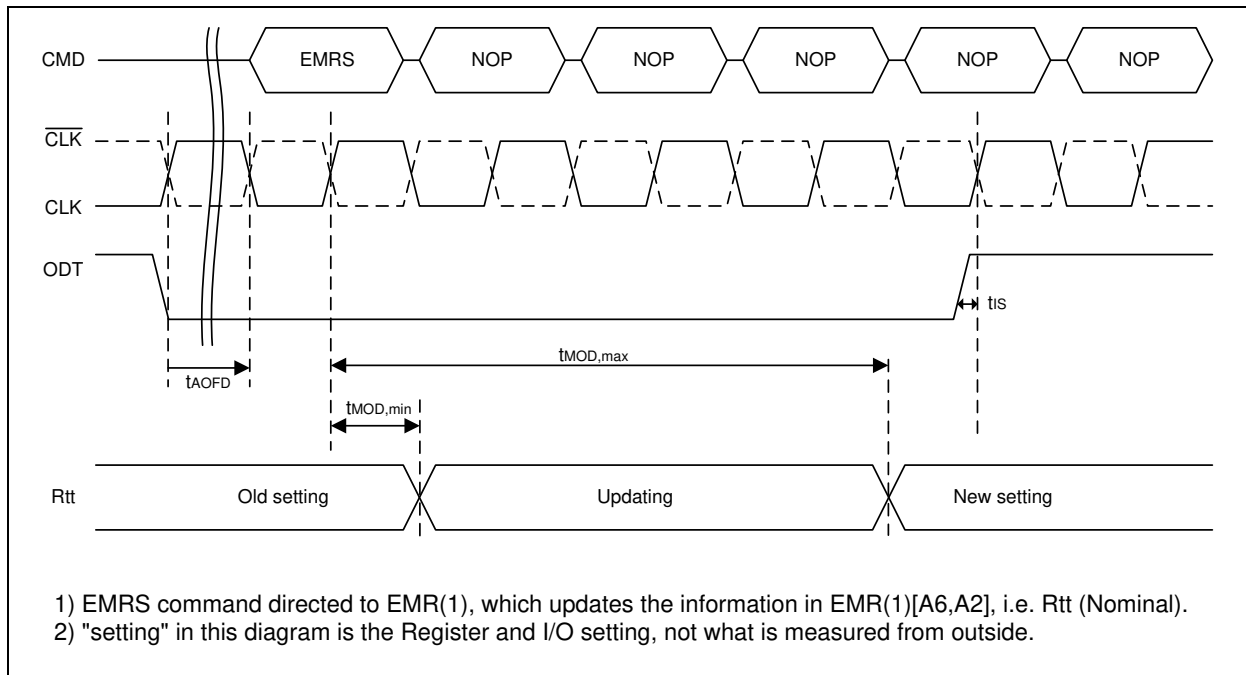 CMD EMRS NOP NOP NOP NOP NOP
CLK
CLK
ODT
tIS
tMOD,max
tAOFD
tMOD,min
Rtt Old setting Updating New setting
1) EMRS command directed to EMR(1), which updates the information in EMR(1)[A6,A2], i.e. Rtt (Nominal).
2) "setting" in this diagram is the Register and I/O setting, not what is measured from outside.